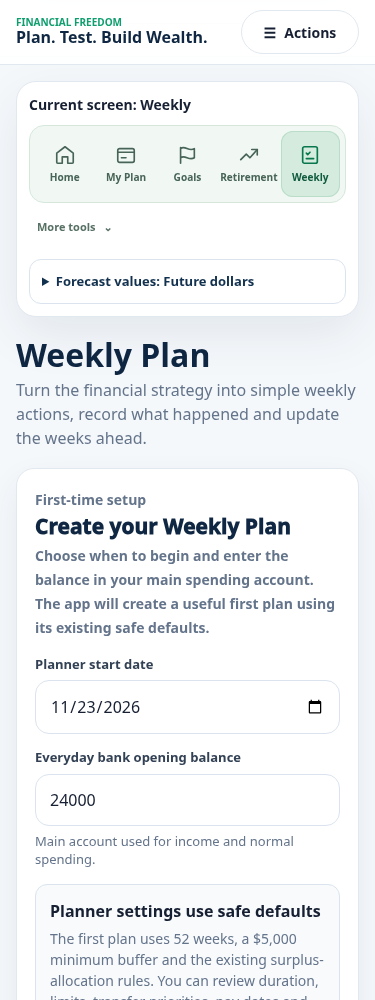 FINANCIAL FREEDOM
Plan. Test. Build Wealth.
☰ Actions
Current screen: Weekly
Home
My Plan
Goals
Retirement
Weekly
More tools ⌄
▶ Forecast values: Future dollars
Weekly Plan
Turn the financial strategy into simple weekly
actions, record what happened and update
the weeks ahead.
First-time setup
Create your Weekly Plan
Choose when to begin and enter the
balance in your main spending account.
The app will create a useful first plan using
its existing safe defaults.
Planner start date
11/23/2026
Everyday bank opening balance
24000
Main account used for income and normal
spending.
Planner settings use safe defaults
The first plan uses 52 weeks, a $5,000
minimum buffer and the existing surplus-
allocation rules. You can review duration,
limits, transfer priorities, pay dates and